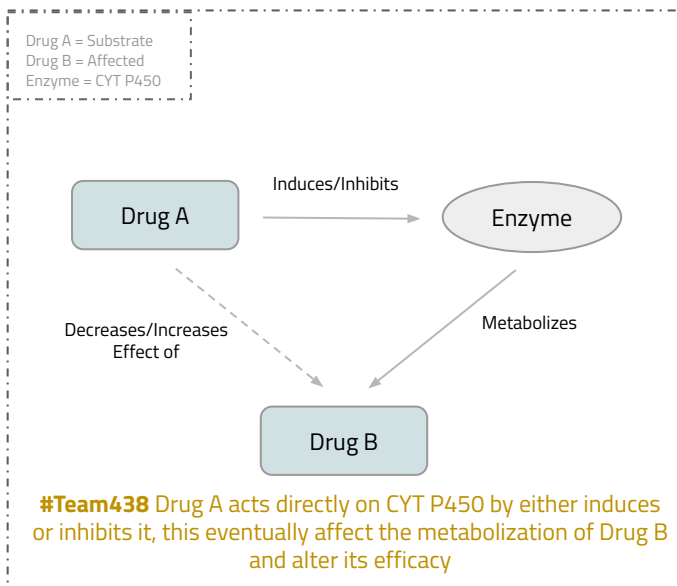 Drug A = Substrate
Drug B = Affected
Enzyme = CYT P450
Induces/Inhibits
Drug A
Enzyme
Decreases/Increases
Effect of
Metabolizes
Drug B
#Team438 Drug A acts directly on CYT P450 by either induces
or inhibits it, this eventually affect the metabolization of Drug B
and alter its efficacy